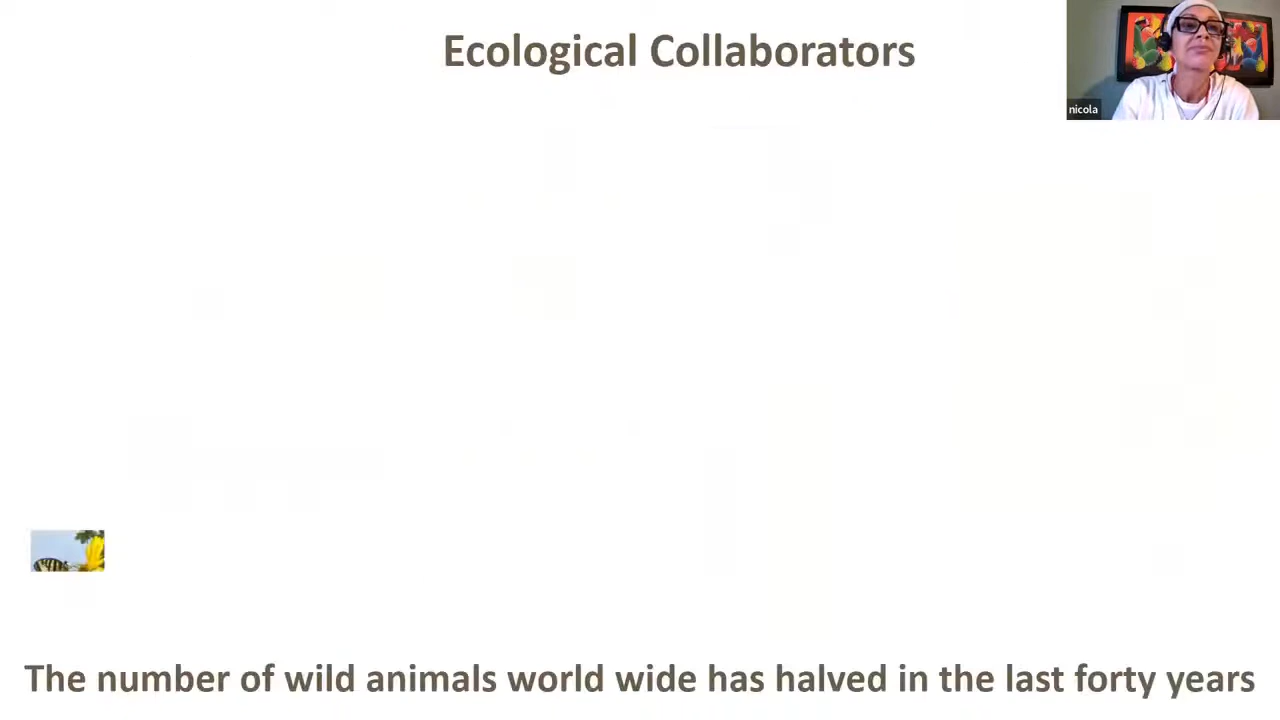 Ecological Collaborators
nicola
The number of wild animals world wide has halved in the last forty years